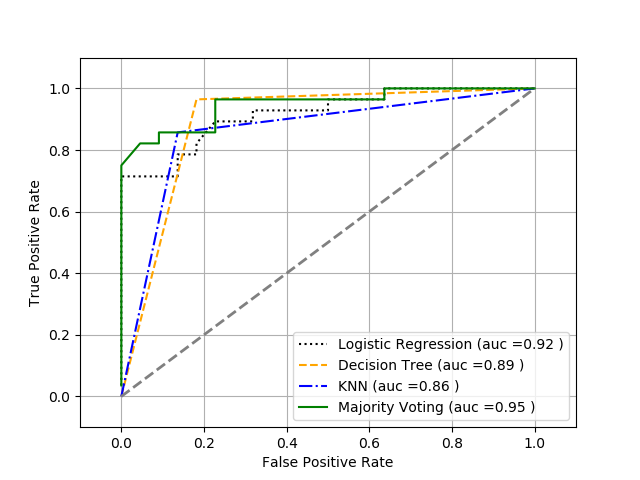 1.0
0.8
0.6
0.4
0.2
0.0
True Positive Rate
Logistic Regression (auc =0.92 )
Decision Tree (auc =0.89 )
KNN (auc =0.86 )
Majority Voting (auc =0.95 )
0.0 0.2 0.4 0.6 0.8 1.0
False Positive Rate